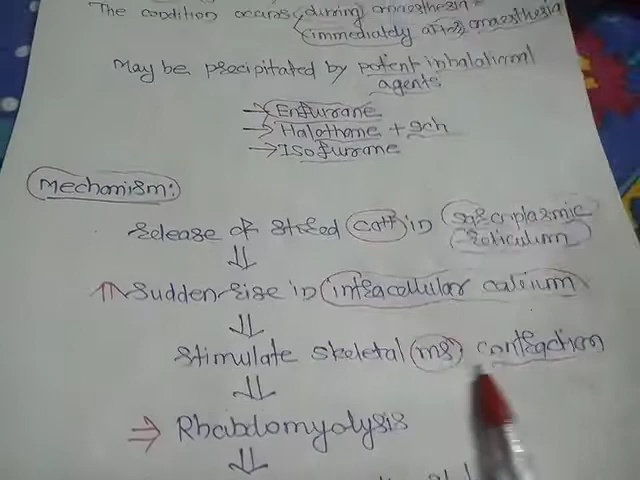 The condition occurs during anaesthesia
immediately after anaesthesia
May be precipitated by potent inhalational
agents
→ Enflurane
→ Halothane + sch
→ Isoflurane
Mechanism:
Release of stored Ca++ in sarcoplasmic
reticulum
⇓
↑ Sudden rise in intracellular calcium
⇓
Stimulate skeletal (ms) contraction
⇓
⇒ Rhabdomyolysis
⇓